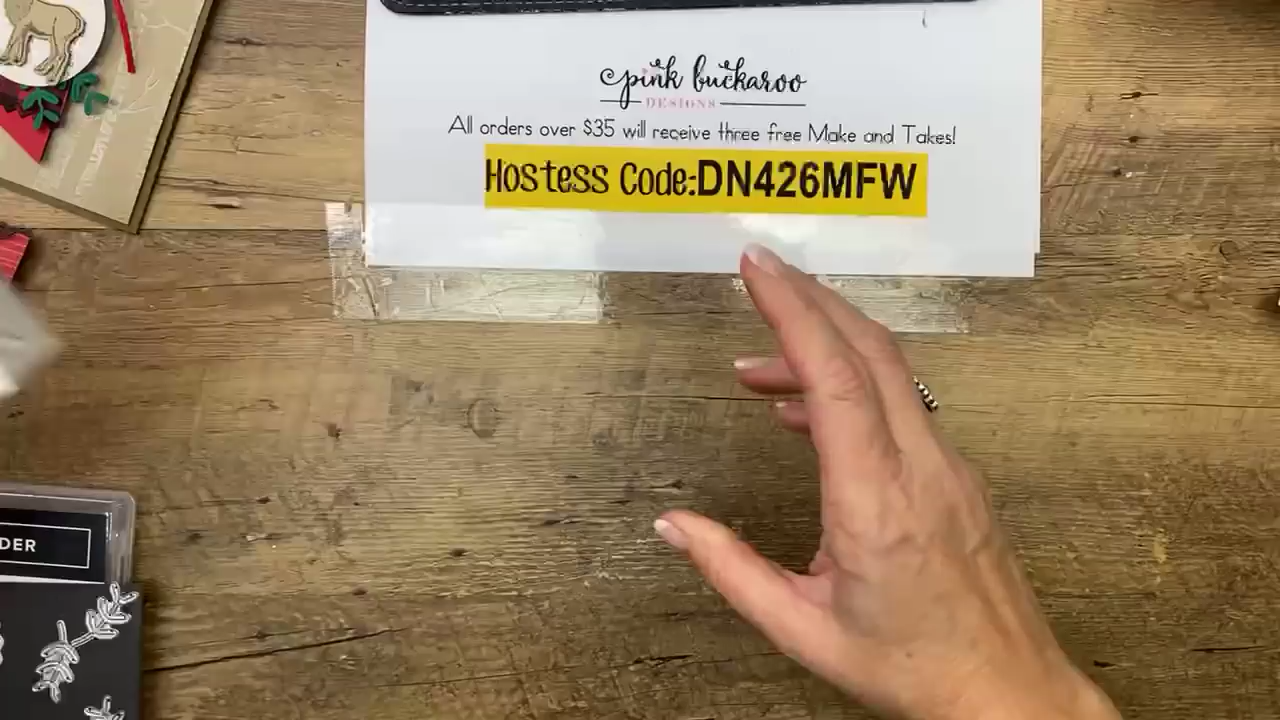 pink buckaroo
DESIGNS
All orders over $35 will receive three free Make and Takes!
Hostess Code:DN426MFW
DER